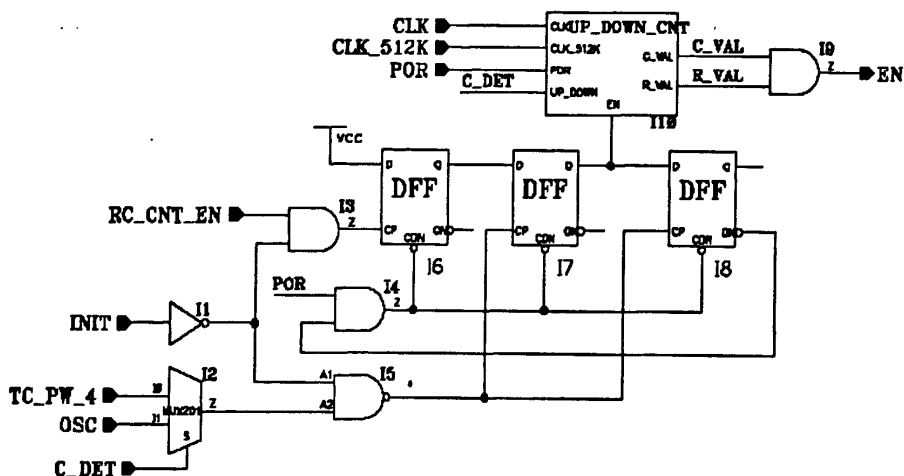 CLK
CLK UP_DOWN_CNT
CLK_512K
CLK_512K
C_VAL
C_VAL
I9
Z
EN
POR
POR
R_VAL
R_VAL
C_DET
UP_DOWN
EN
I10
VCC
D Q
DFF
CP QN
CDN
I6
D Q
DFF
CP QN
CDN
I7
D Q
DFF
CP QN
CDN
I8
RC_CNT_EN
I3
Z
POR
I4
Z
INIT
I1
TC_PW_4
I0
I2
MUX201
Z
OSC
I1
S
C_DET
A1
A2
I5